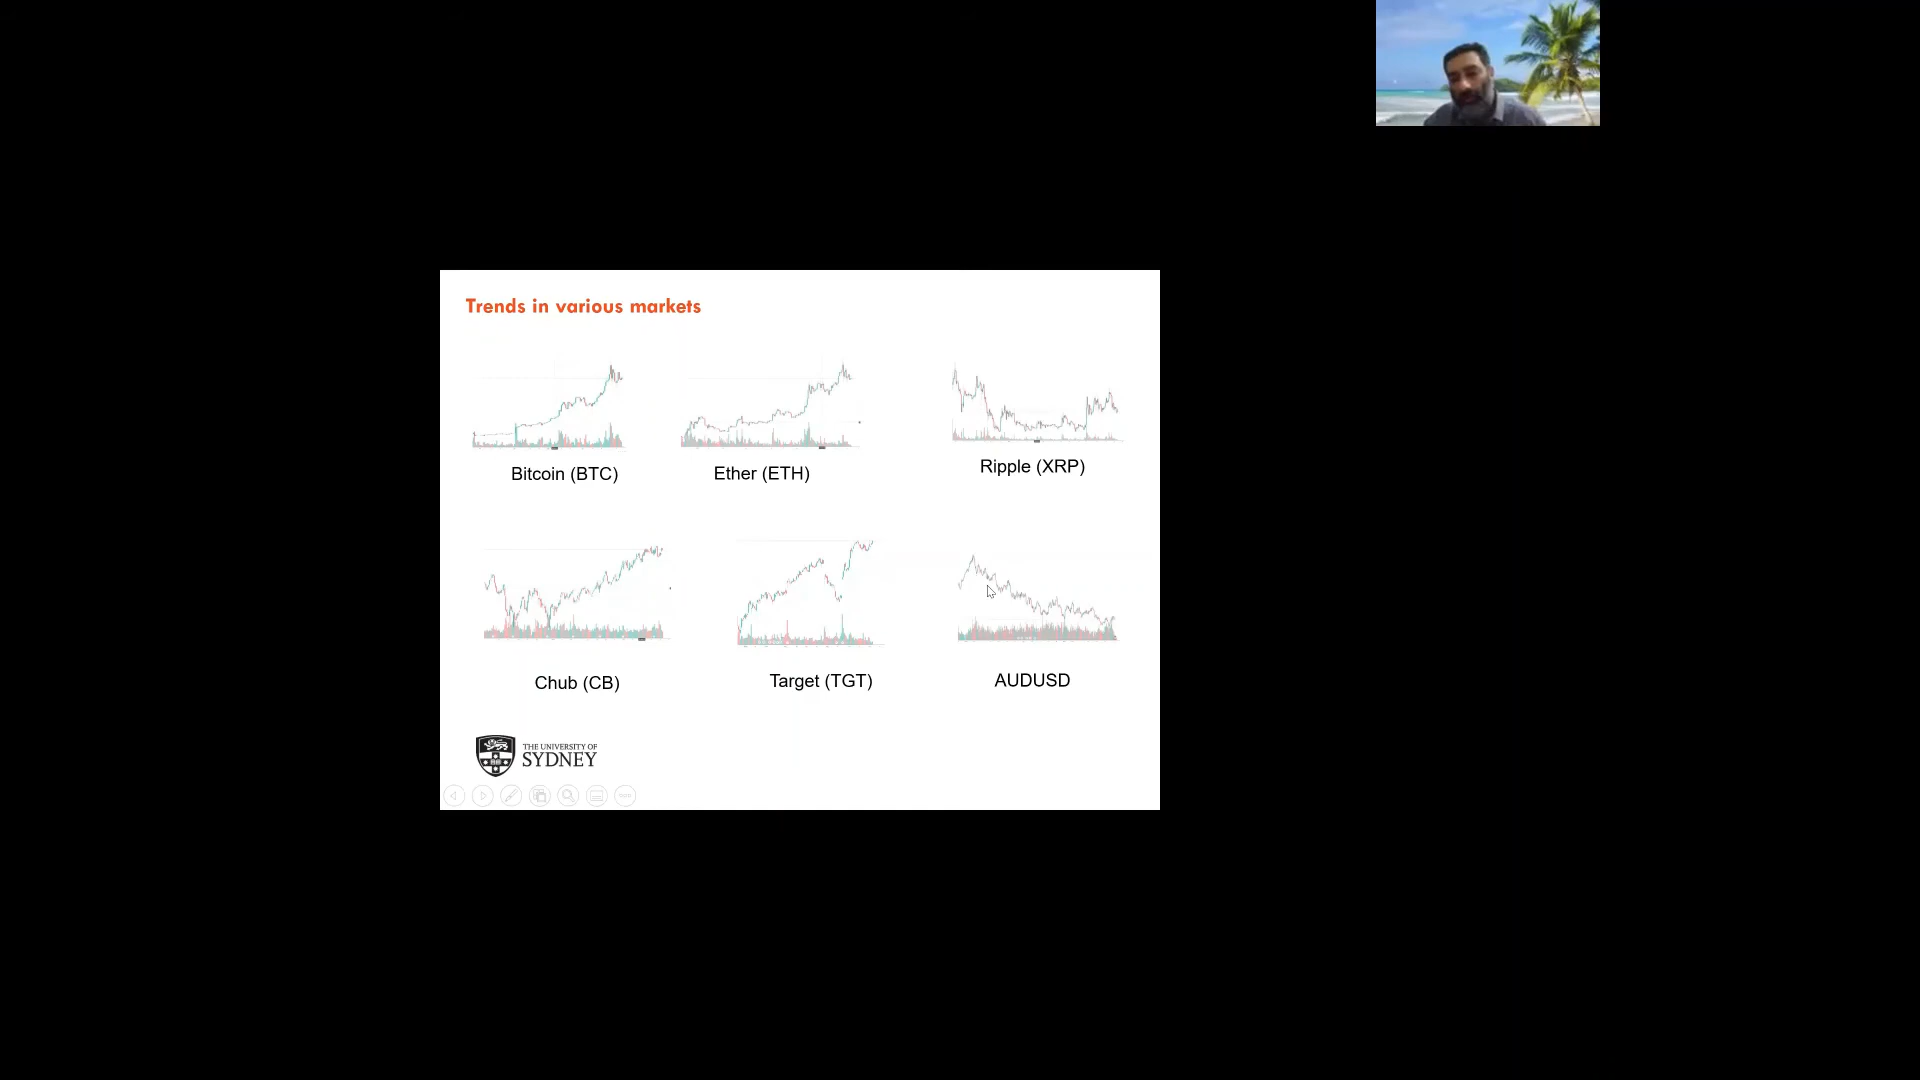 Trends in various markets
Bitcoin (BTC)
Ether (ETH)
Ripple (XRP)
Chub (CB)
Target (TGT)
AUDUSD
THE UNIVERSITY OF
SYDNEY